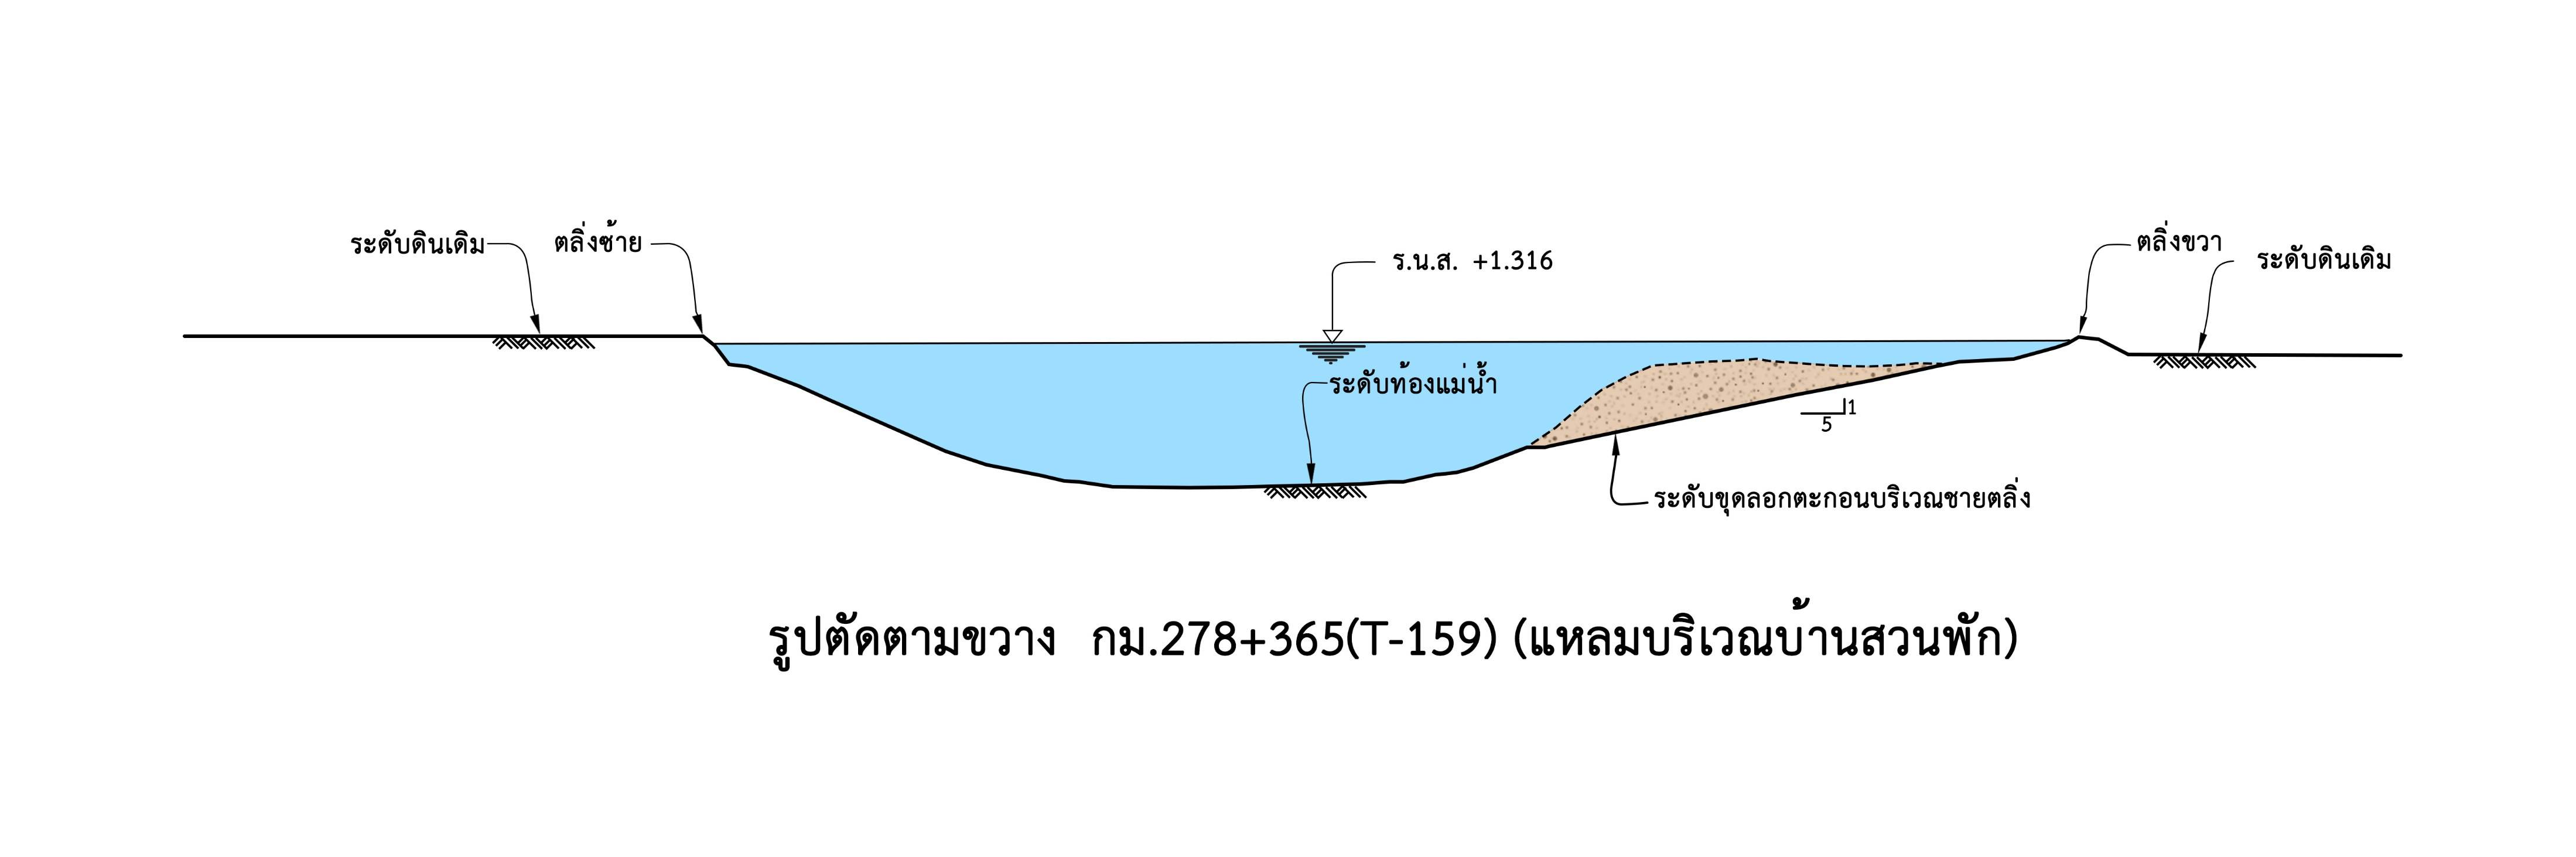 ระดับดินเดิม
ตลิ่งซ้าย
ร.น.ส. +1.316
ตลิ่งขวา
ระดับดินเดิม
ระดับท้องแม่น้ำ
1
5
ระดับขุดลอกตะกอนบริเวณชายตลิ่ง
รูปตัดตามขวาง กม.278+365(T-159) (แหลมบริเวณบ้านสวนพัก)